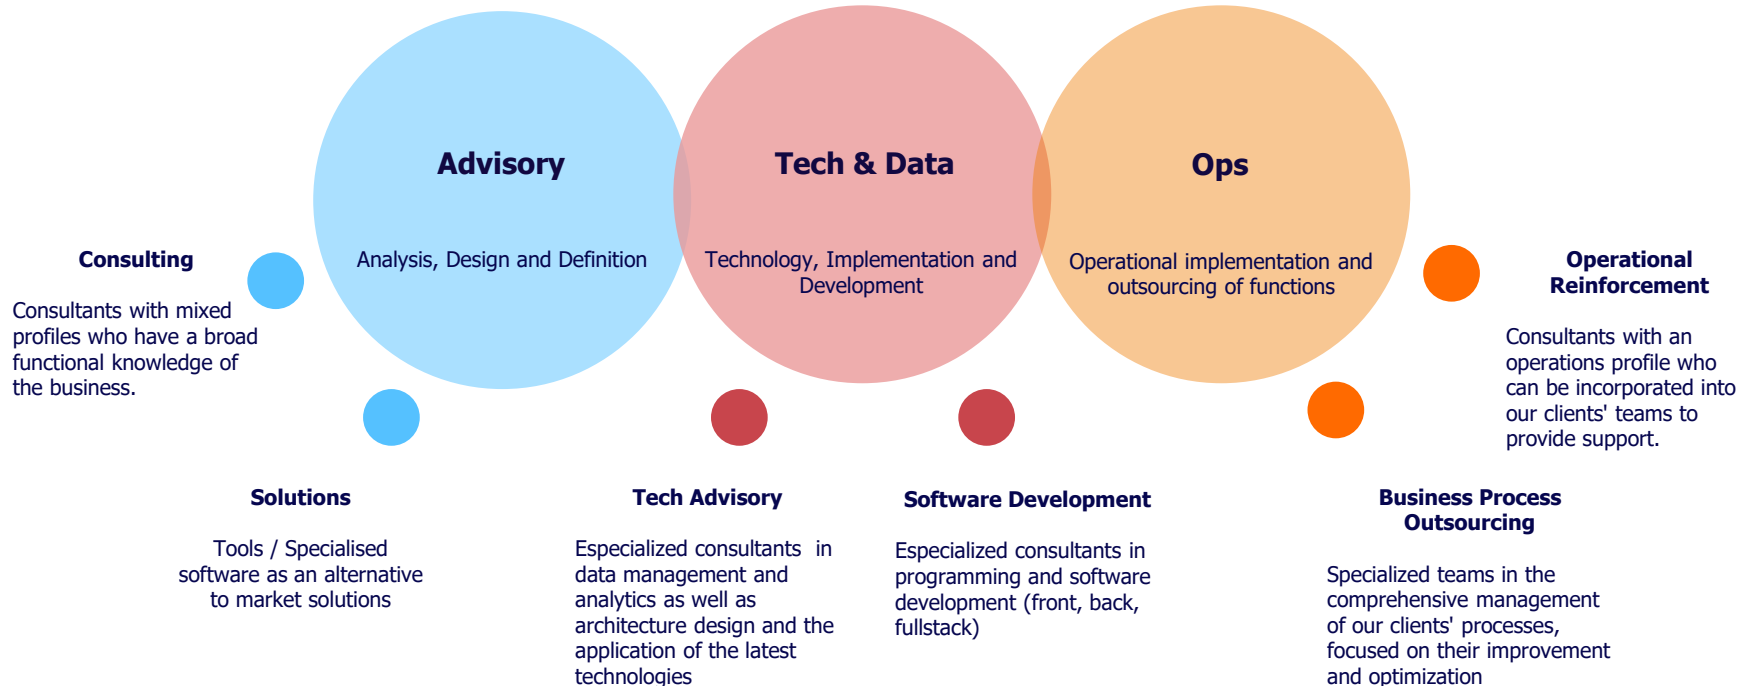 Advisory
Analysis, Design and Definition
Tech & Data
Technology, Implementation and
Development
Ops
Operational implementation and
outsourcing of functions
Consulting
Consultants with mixed
profiles who have a broad
functional knowledge of
the business.
Solutions
Tools / Specialised
software as an alternative
to market solutions
Tech Advisory
Especialized consultants  in
data management and
analytics as well as
architecture design and the
application of the latest
technologies
Software Development
Especialized consultants in
programming and software
development (front, back,
fullstack)
Business Process
Outsourcing
Specialized teams in the
comprehensive management
of our clients' processes,
focused on their improvement
and optimization
Operational
Reinforcement
Consultants with an
operations profile who
can be incorporated into
our clients' teams to
provide support.